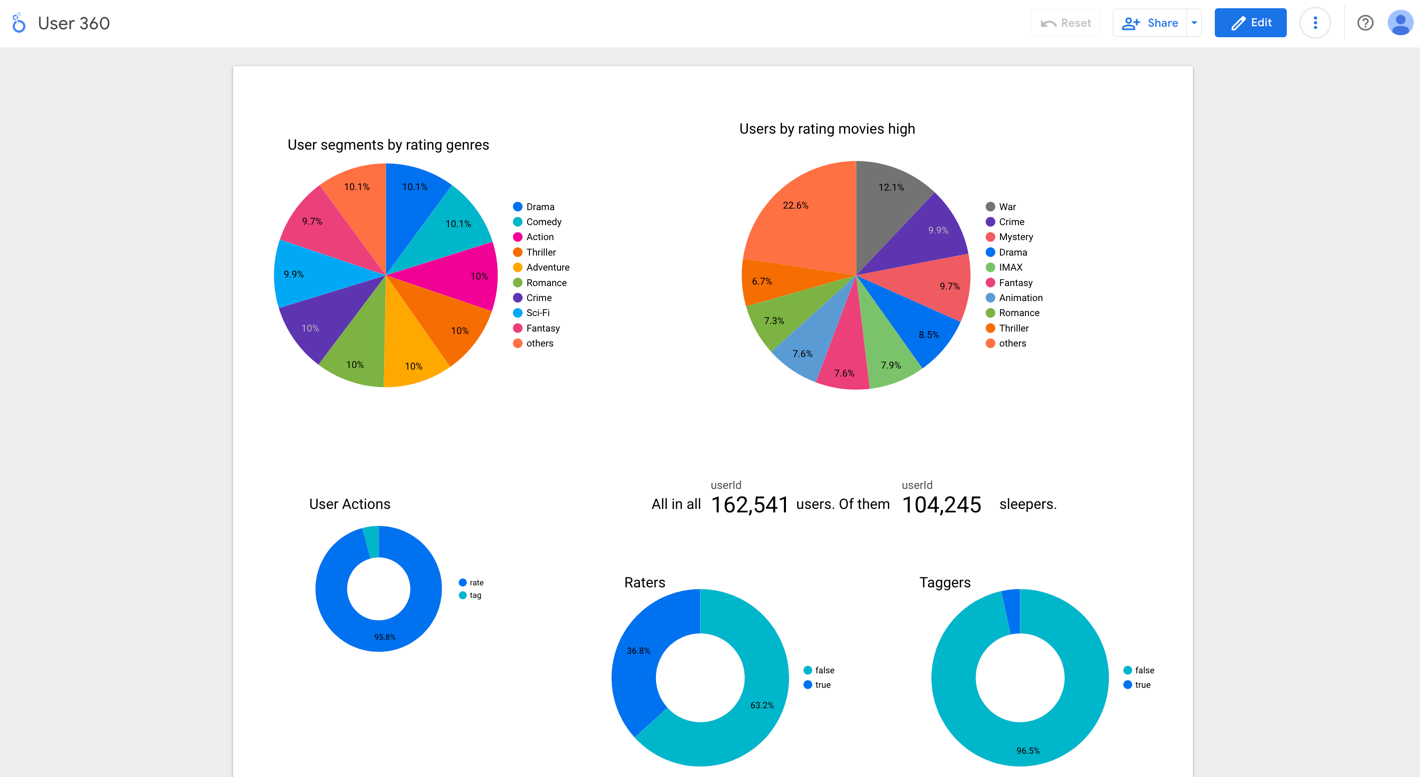 User 360
Reset
Share
Edit
User segments by rating genres
10.1%
10.1%
10.1%
10%
10%
10%
10%
10%
9.9%
9.7%
Drama
Comedy
Action
Thriller
Adventure
Romance
Crime
Sci-Fi
Fantasy
others
Users by rating movies high
22.6%
12.1%
9.9%
9.7%
8.5%
7.9%
7.6%
7.6%
7.3%
6.7%
War
Crime
Mystery
Drama
IMAX
Fantasy
Animation
Romance
Thriller
others
User Actions
95.8%
rate
tag
userId
userId
All in all 162,541 users. Of them 104,245 sleepers.
Raters
36.8%
63.2%
false
true
Taggers
96.5%
false
true